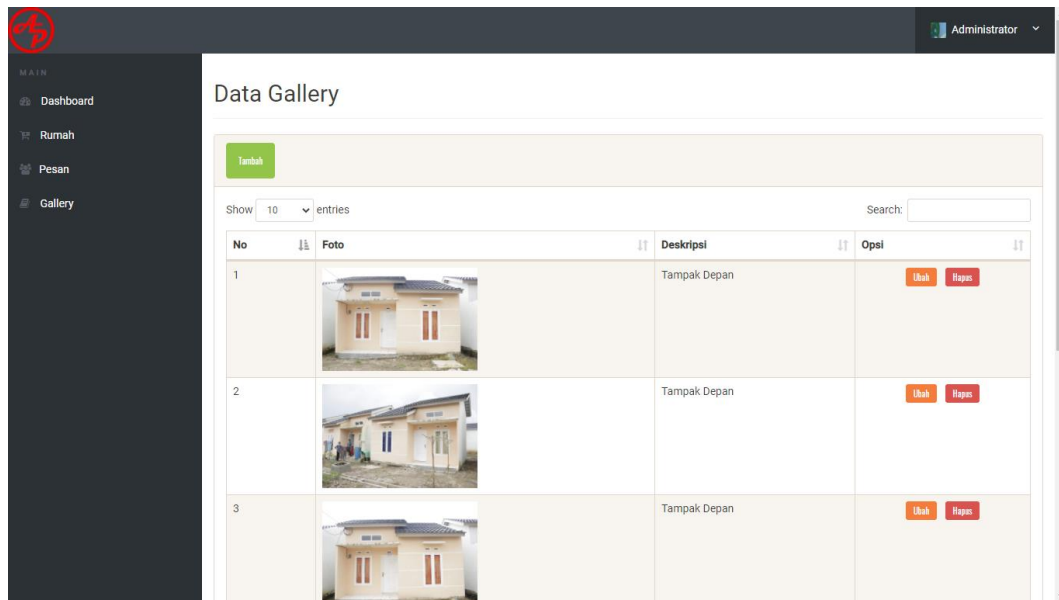 AP
Administrator
MAIN
Dashboard
Rumah
Pesan
Gallery
Data Gallery
Tambah
Show 10 entries
Search:
No Foto Deskripsi Opsi
1 Tampak Depan Ubah Hapus
2 Tampak Depan Ubah Hapus
3 Tampak Depan Ubah Hapus